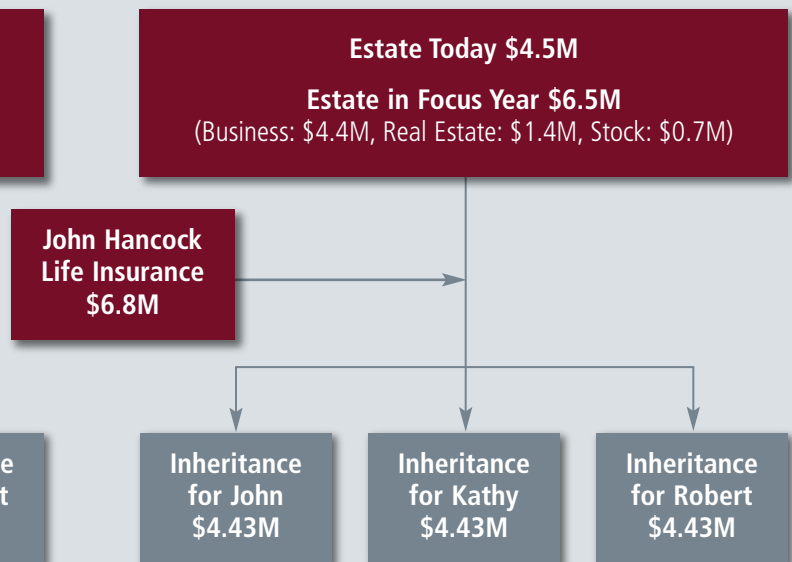 Estate Today $4.5M
Estate in Focus Year $6.5M
(Business: $4.4M, Real Estate: $1.4M, Stock: $0.7M)
John Hancock
Life Insurance
$6.8M
Inheritance
for John
$4.43M
Inheritance
for Kathy
$4.43M
Inheritance
for Robert
$4.43M